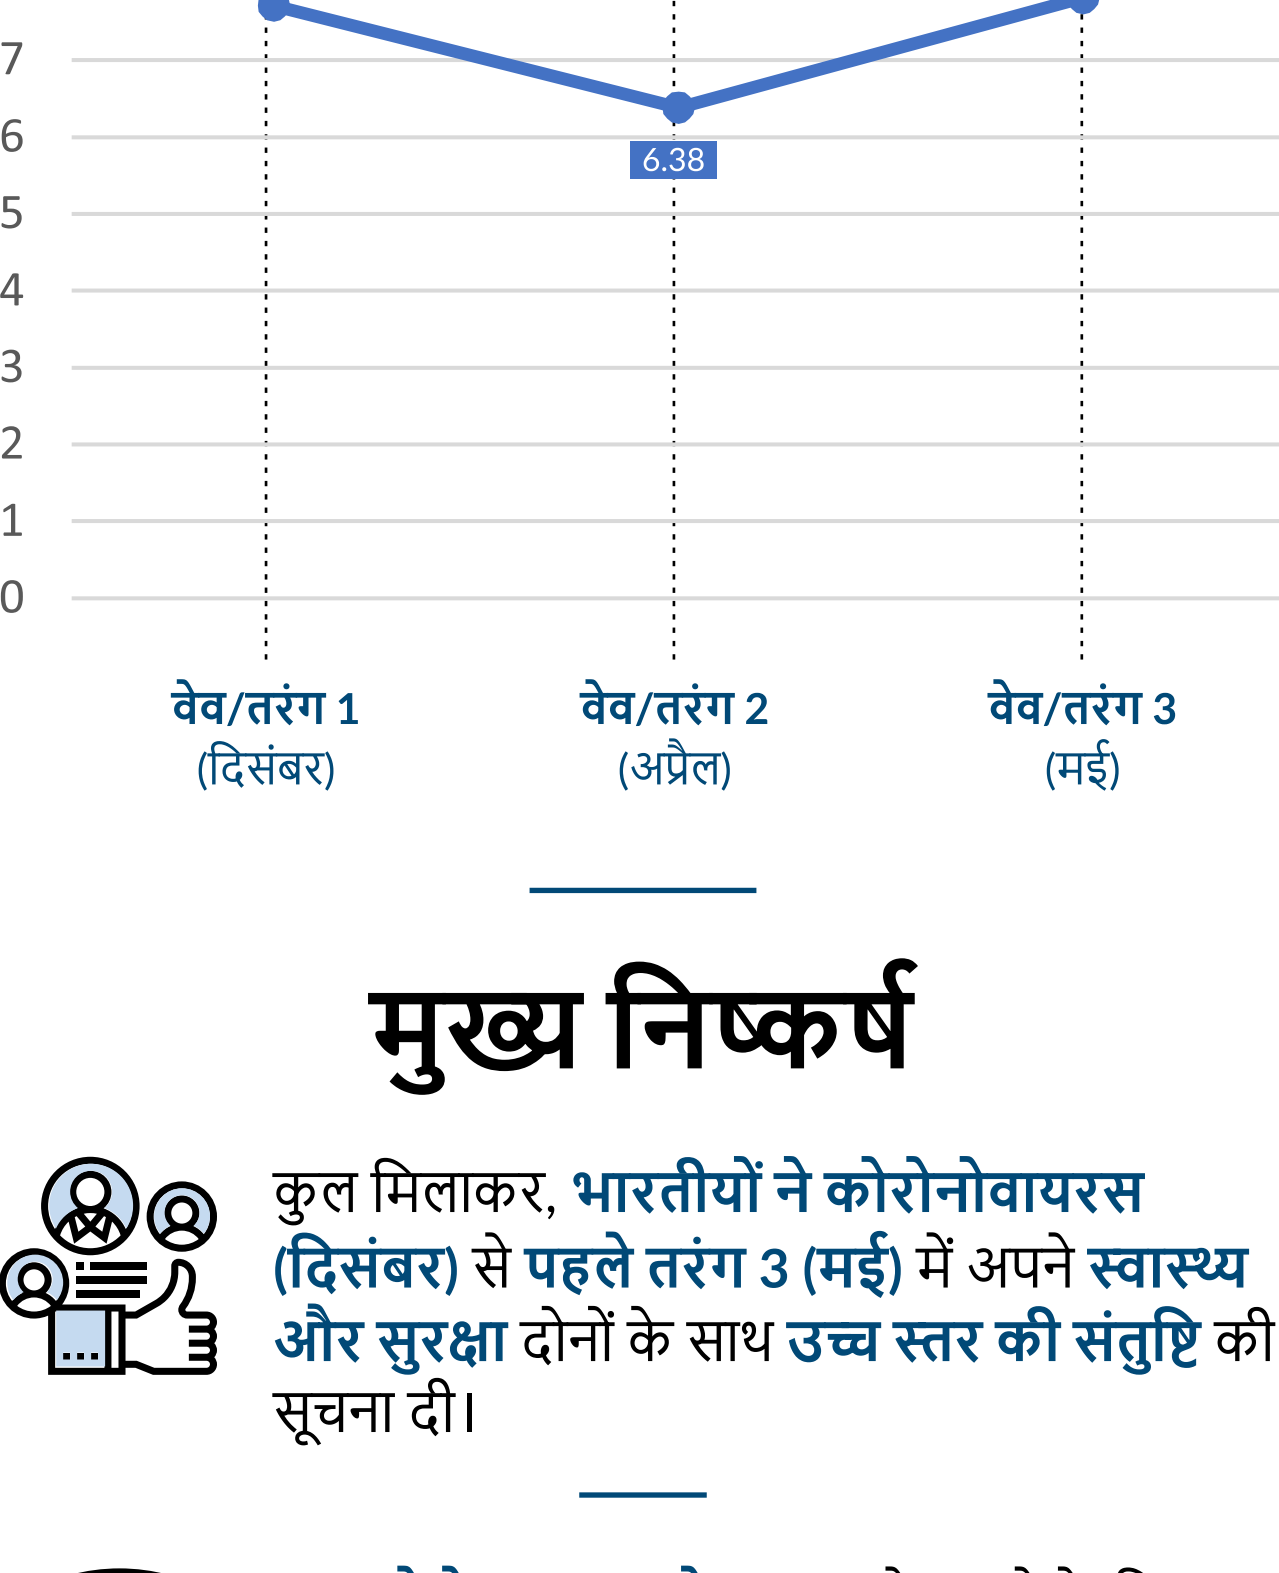 7
6
6.38
5
4
3
2
1
0
वेव/तरंग 1 वेव/तरंग 2 वेव/तरंग 3
(दिसंबर) (अप्रैल) (मई)
मुख्य निष्कर्ष
कुल मिलाकर, भारतीयों ने कोरोनोवायरस
(दिसंबर) से पहले तरंग 3 (मई) में अपने स्वास्थ्य
और सुरक्षा दोनों के साथ उच्च स्तर की संतुष्टि की
सूचना दी।